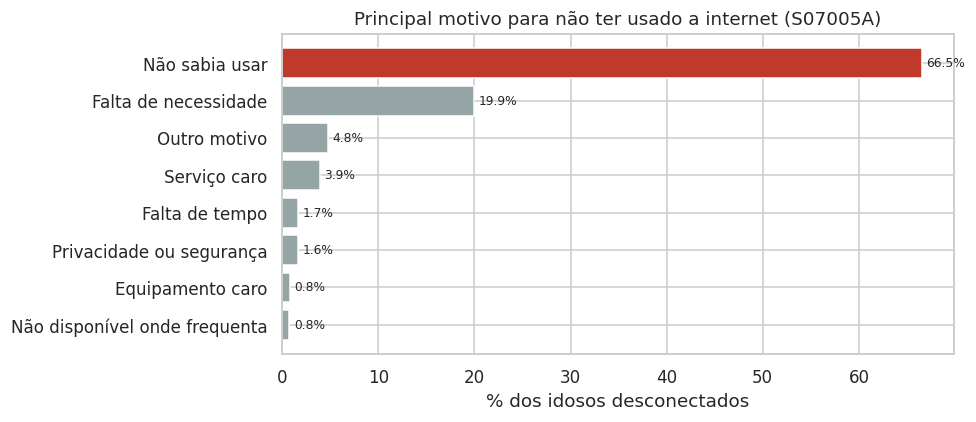 Principal motivo para não ter usado a internet (S07005A)
Não sabia usar 66.5%
Falta de necessidade 19.9%
Outro motivo 4.8%
Serviço caro 3.9%
Falta de tempo 1.7%
Privacidade ou segurança 1.6%
Equipamento caro 0.8%
Não disponível onde frequenta 0.8%
0 10 20 30 40 50 60
% dos idosos desconectados